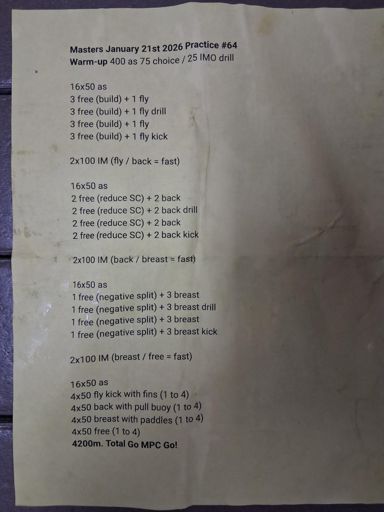 Masters January 21st 2026 Practice #64
Warm-up 400 as 75 choice / 25 IMO drill
16x50 as
3 free (build) + 1 fly
3 free (build) + 1 fly drill
3 free (build) + 1 fly
3 free (build) + 1 fly kick
2x100 IM (fly / back = fast)
16x50 as
2 free (reduce SC) + 2 back
2 free (reduce SC) + 2 back drill
2 free (reduce SC) + 2 back
2 free (reduce SC) + 2 back kick
2x100 IM (back / breast = fast)
16x50 as
1 free (negative split) + 3 breast
1 free (negative split) + 3 breast drill
1 free (negative split) + 3 breast
1 free (negative split) + 3 breast kick
2x100 IM (breast / free = fast)
16x50 as
4x50 fly kick with fins (1 to 4)
4x50 back with pull buoy (1 to 4)
4x50 breast with paddles (1 to 4)
4x50 free (1 to 4)
4200m. Total Go MPC Go!